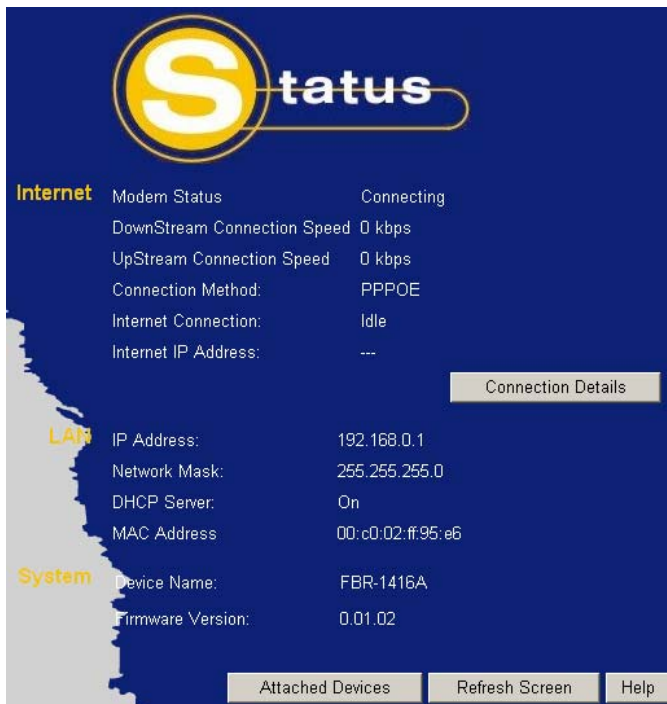 Status
Internet
Modem Status Connecting
DownStream Connection Speed 0 kbps
UpStream Connection Speed 0 kbps
Connection Method: PPPOE
Internet Connection: Idle
Internet IP Address: ---
Connection Details
LAN
IP Address: 192.168.0.1
Network Mask: 255.255.255.0
DHCP Server: On
MAC Address 00:c0:02:ff:95:e6
System
Device Name: FBR-1416A
Firmware Version: 0.01.02
Attached Devices Refresh Screen Help